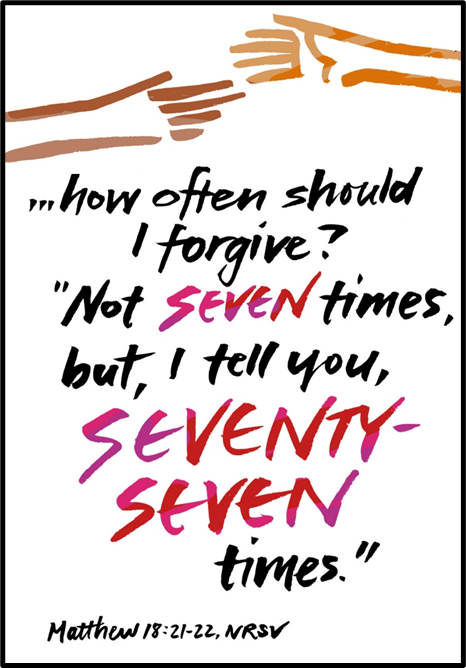 ...how often should
I forgive?
"Not SEVEN times,
but, I tell you,
SEVENTY-
SEVEN
times."
Matthew 18:21-22, NRSV